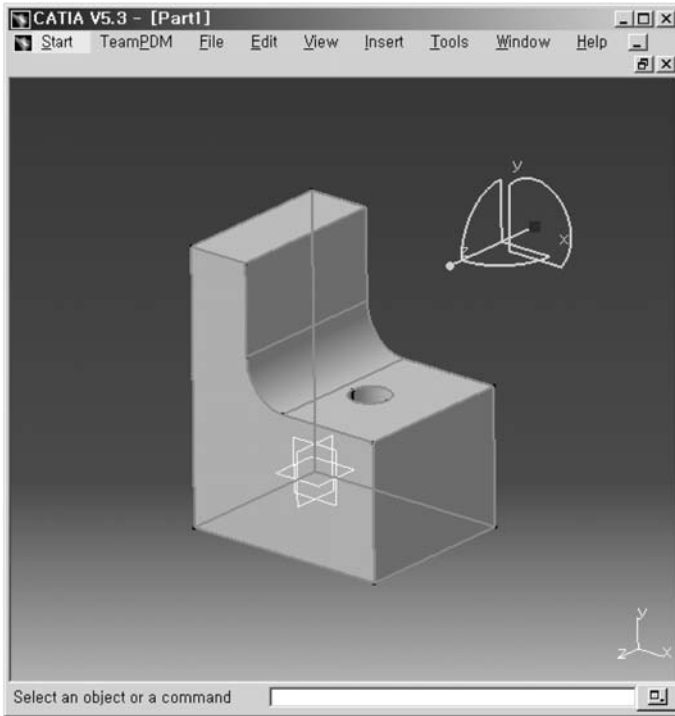 CATIA V5.3 - [Part1]
Start TeamPDM File Edit View Insert Tools Window Help
y
x
z
y
z x
Select an object or a command